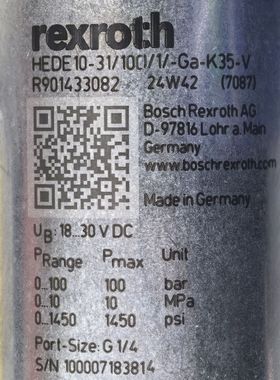 rexroth
HEDE10-31/100/1/-Ga-K35-V
R901433082 24W42 (7087)
Bosch Rexroth AG
D-97816 Lohr a. Main
Germany
www.boschrexroth.com
Made in Germany
UB: 18...30 V DC
PRange Pmax Unit
0...100 100 bar
0...10 10 MPa
0...1450 1450 psi
Port-Size: G 1/4
S/N 100007183814